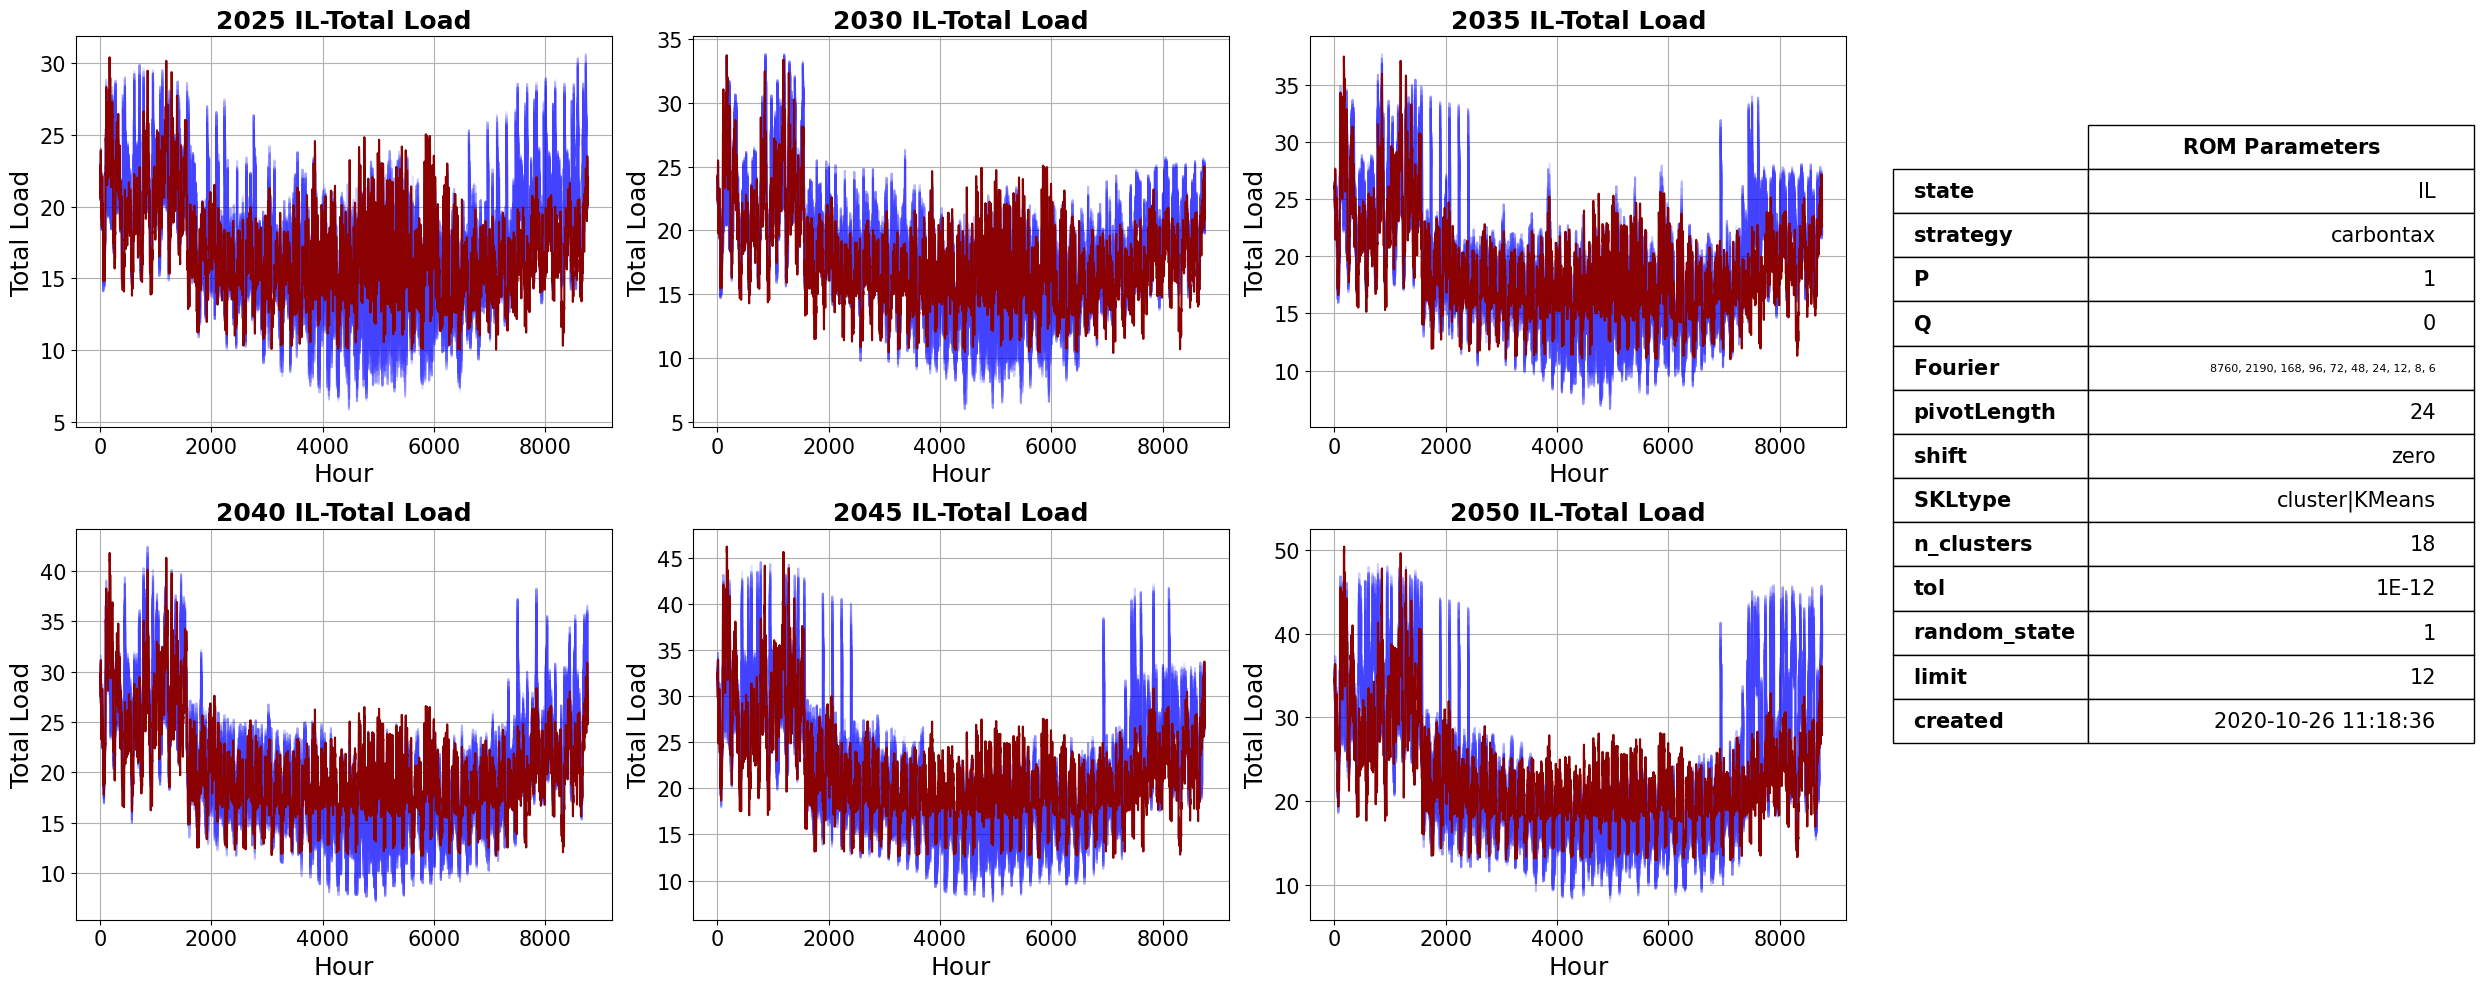 2025 IL-Total Load
30
25
20
15
10
5
Total Load
0 2000 4000 6000 8000
Hour
2030 IL-Total Load
35
30
25
20
15
10
5
Total Load
0 2000 4000 6000 8000
Hour
2035 IL-Total Load
35
30
25
20
15
10
Total Load
0 2000 4000 6000 8000
Hour
2040 IL-Total Load
40
35
30
25
20
15
10
Total Load
0 2000 4000 6000 8000
Hour
2045 IL-Total Load
45
40
35
30
25
20
15
10
Total Load
0 2000 4000 6000 8000
Hour
2050 IL-Total Load
50
40
30
20
10
Total Load
0 2000 4000 6000 8000
Hour
ROM Parameters
state IL
strategy carbontax
P 1
Q 0
Fourier 8760, 2190, 168, 96, 72, 48, 24, 12, 8, 6
pivotLength 24
shift zero
SKLtype cluster|KMeans
n_clusters 18
tol 1E-12
random_state 1
limit 12
created 2020-10-26 11:18:36